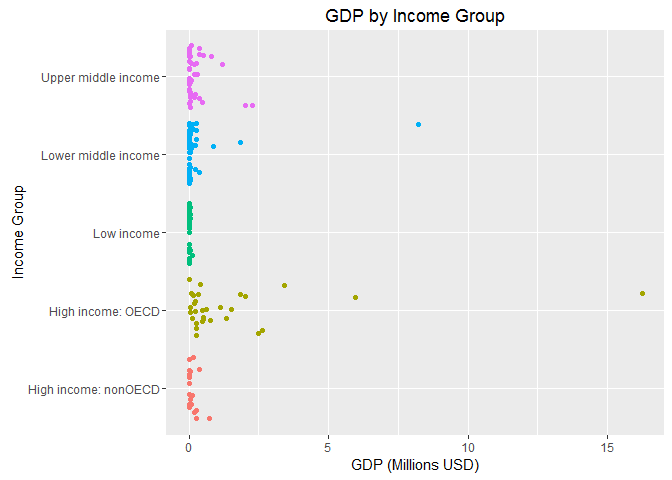 GDP by Income Group
Income Group
Upper middle income
Lower middle income
Low income
High income: OECD
High income: nonOECD
0 5 10 15
GDP (Millions USD)